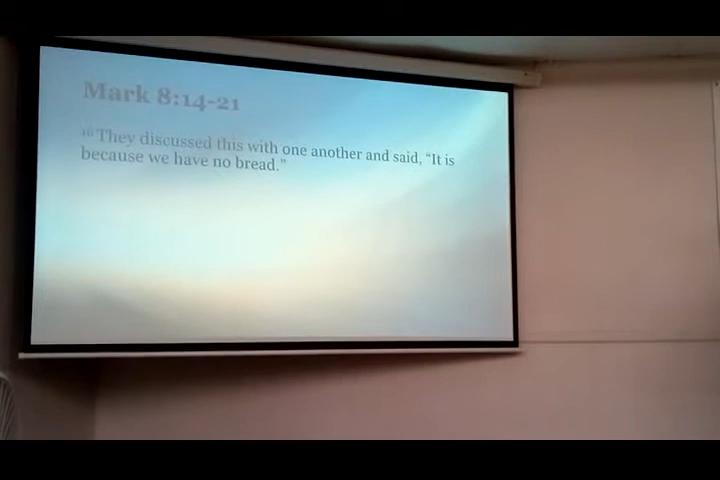 Mark 8:14-21
16 They discussed this with one another and said, “It is
because we have no bread.”